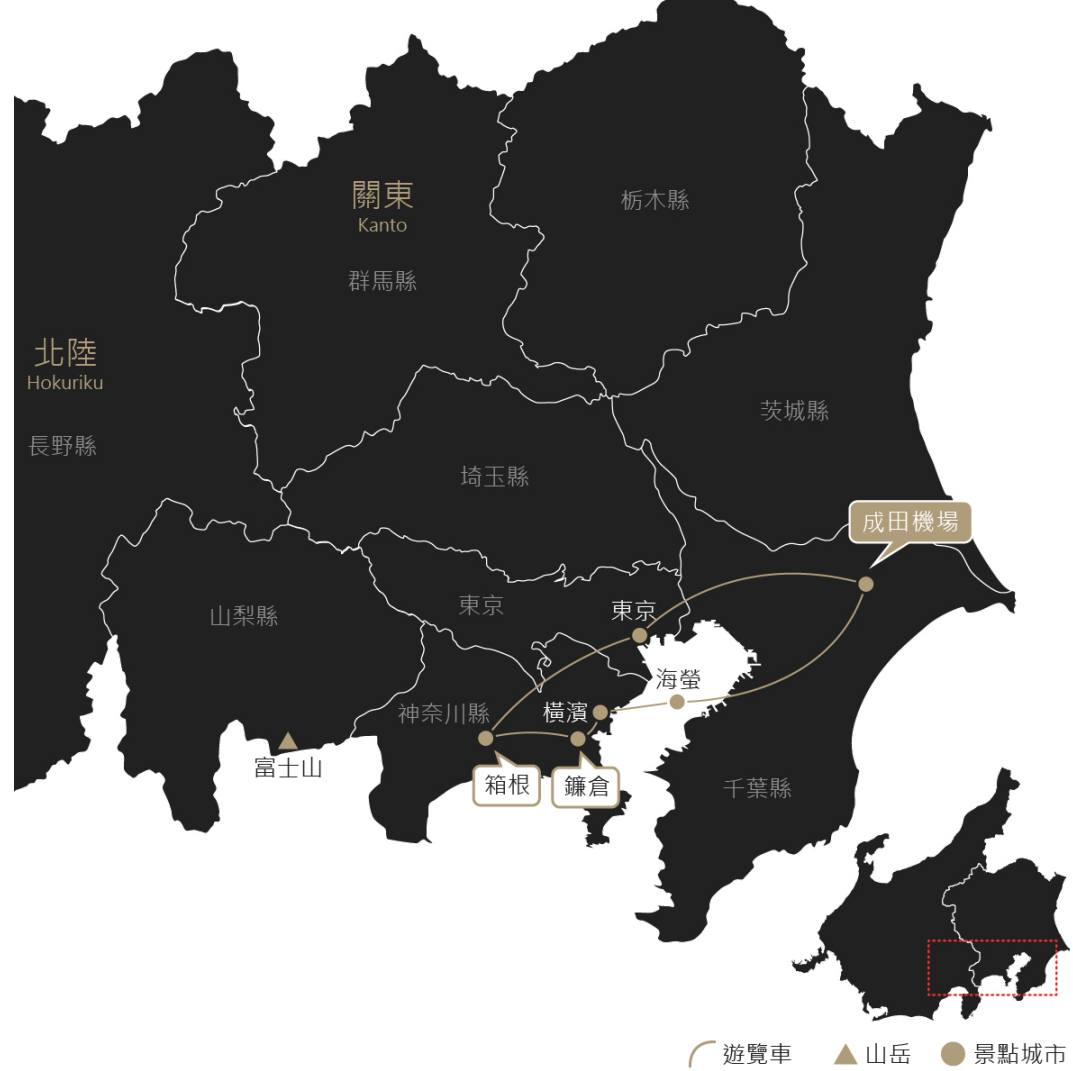 關東
Kanto
栃木縣
群馬縣
北陸
Hokuriku
長野縣
茨城縣
埼玉縣
成田機場
山梨縣
東京
東京
海螢
神奈川縣
橫濱
富士山
箱根
鐮倉
千葉縣
遊覽車
山岳
景點城市